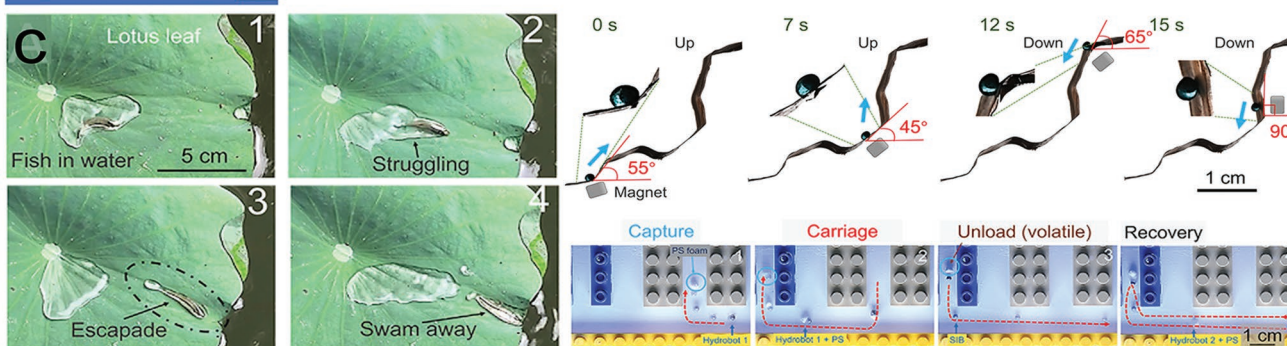 C
Lotus leaf
1
Fish in water
5 cm
2
Struggling
3
Escapade
4
Swam away
0 s
Up
55°
Magnet
7 s
Up
45°
12 s
Down
65°
15 s
Down
90
1 cm
Capture
PS foam
1
Hydrobot 1
Carriage
2
Hydrobot 1 + PS
Unload (volatile)
3
SIB
Recovery
Hydrobot 2 + PS
1 cm